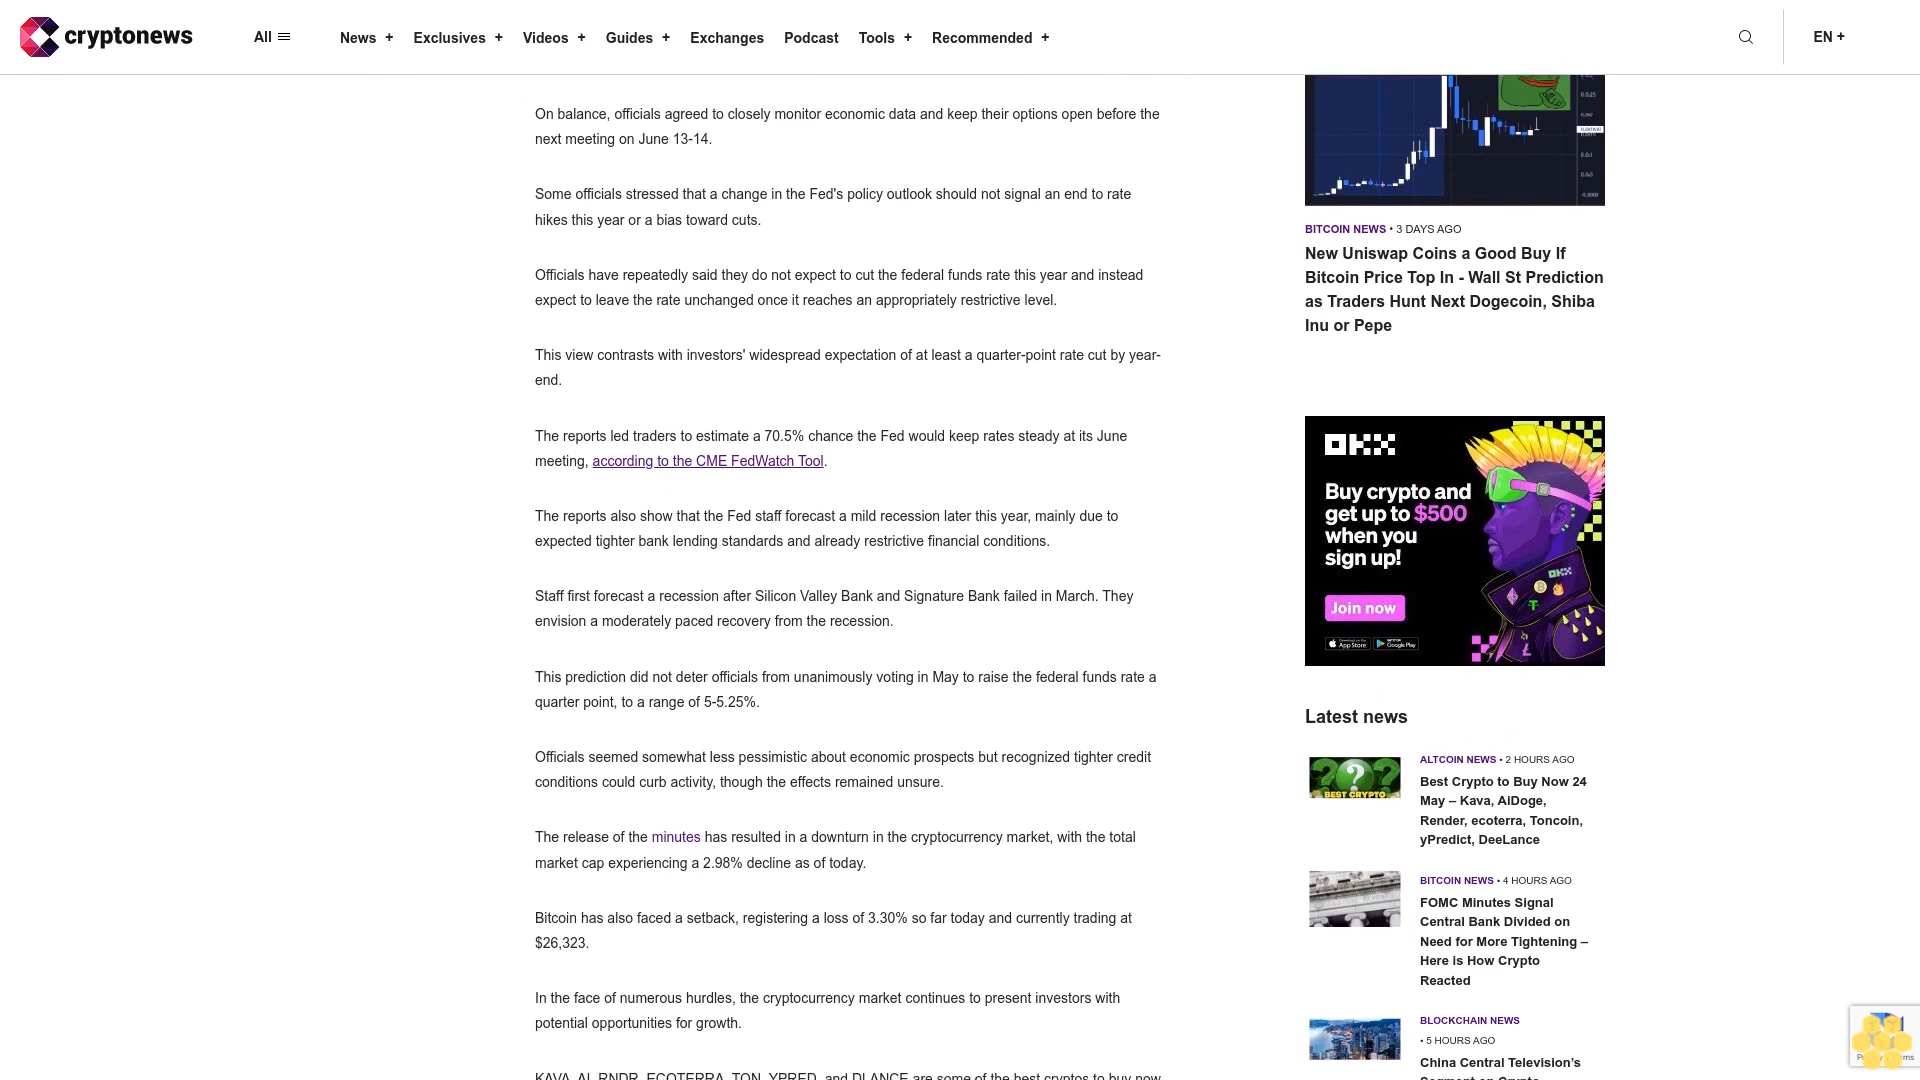 cryptonews
All
News +
Exclusives +
Videos +
Guides +
Exchanges
Podcast
Tools +
Recommended +
EN +
On balance, officials agreed to closely monitor economic data and keep their options open before the
next meeting on June 13-14.
Some officials stressed that a change in the Fed's policy outlook should not signal an end to rate
hikes this year or a bias toward cuts.
Officials have repeatedly said they do not expect to cut the federal funds rate this year and instead
expect to leave the rate unchanged once it reaches an appropriately restrictive level.
This view contrasts with investors' widespread expectation of at least a quarter-point rate cut by year-
end.
The reports led traders to estimate a 70.5% chance the Fed would keep rates steady at its June
meeting, according to the CME FedWatch Tool.
The reports also show that the Fed staff forecast a mild recession later this year, mainly due to
expected tighter bank lending standards and already restrictive financial conditions.
Staff first forecast a recession after Silicon Valley Bank and Signature Bank failed in March. They
envision a moderately paced recovery from the recession.
This prediction did not deter officials from unanimously voting in May to raise the federal funds rate a
quarter point, to a range of 5-5.25%.
Officials seemed somewhat less pessimistic about economic prospects but recognized tighter credit
conditions could curb activity, though the effects remained unsure.
The release of the minutes has resulted in a downturn in the cryptocurrency market, with the total
market cap experiencing a 2.98% decline as of today.
Bitcoin has also faced a setback, registering a loss of 3.30% so far today and currently trading at
$26,323.
In the face of numerous hurdles, the cryptocurrency market continues to present investors with
potential opportunities for growth.
KAVA, AI, RNDR, ECOTERRA, TON, YPRED, and DLANCE are some of the best cryptos to buy now
BITCOIN NEWS • 3 DAYS AGO
New Uniswap Coins a Good Buy If
Bitcoin Price Top In - Wall St Prediction
as Traders Hunt Next Dogecoin, Shiba
Inu or Pepe
OKX
Buy crypto and
get up to $500
when you
sign up!
Join now
App Store
Google Play
OKX
Latest news
BEST CRYPTO
ALTCOIN NEWS • 2 HOURS AGO
Best Crypto to Buy Now 24
May – Kava, AiDoge,
Render, ecoterra, Toncoin,
yPredict, DeeLance
BITCOIN NEWS • 4 HOURS AGO
FOMC Minutes Signal
Central Bank Divided on
Need for More Tightening –
Here is How Crypto
Reacted
BLOCKCHAIN NEWS
• 5 HOURS AGO
China Central Television's
Segment on Crypto